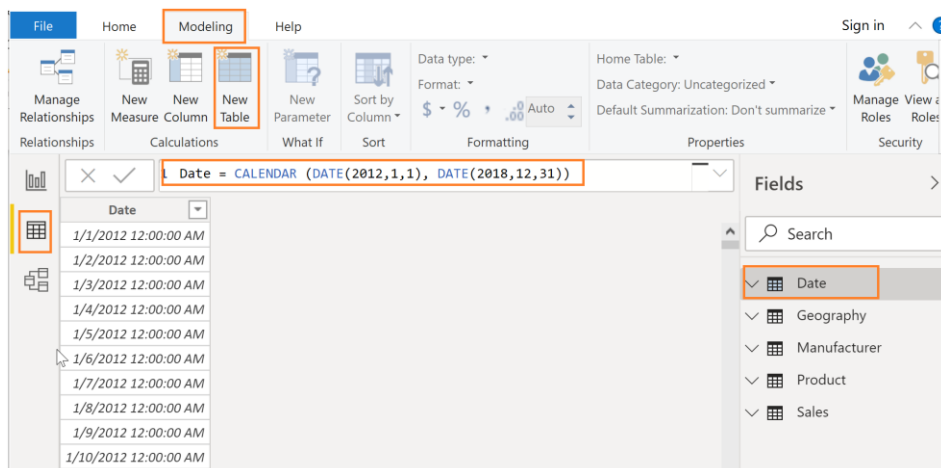 File Home Modeling Help Sign in
Data type: Home Table:
Format: Data Category: Uncategorized
Manage New New New New Sort by $ % , .00 Auto Default Summarization: Don't summarize Manage View a
Relationships Measure Column Table Parameter Column Roles Roles
Relationships Calculations What If Sort Formatting Properties Security
1 Date = CALENDAR (DATE(2012,1,1), DATE(2018,12,31))
Fields
Date
Search
1/1/2012 12:00:00 AM
1/2/2012 12:00:00 AM
1/3/2012 12:00:00 AM
1/4/2012 12:00:00 AM
1/5/2012 12:00:00 AM
1/6/2012 12:00:00 AM
1/7/2012 12:00:00 AM
1/8/2012 12:00:00 AM
1/9/2012 12:00:00 AM
1/10/2012 12:00:00 AM
Date
Geography
Manufacturer
Product
Sales